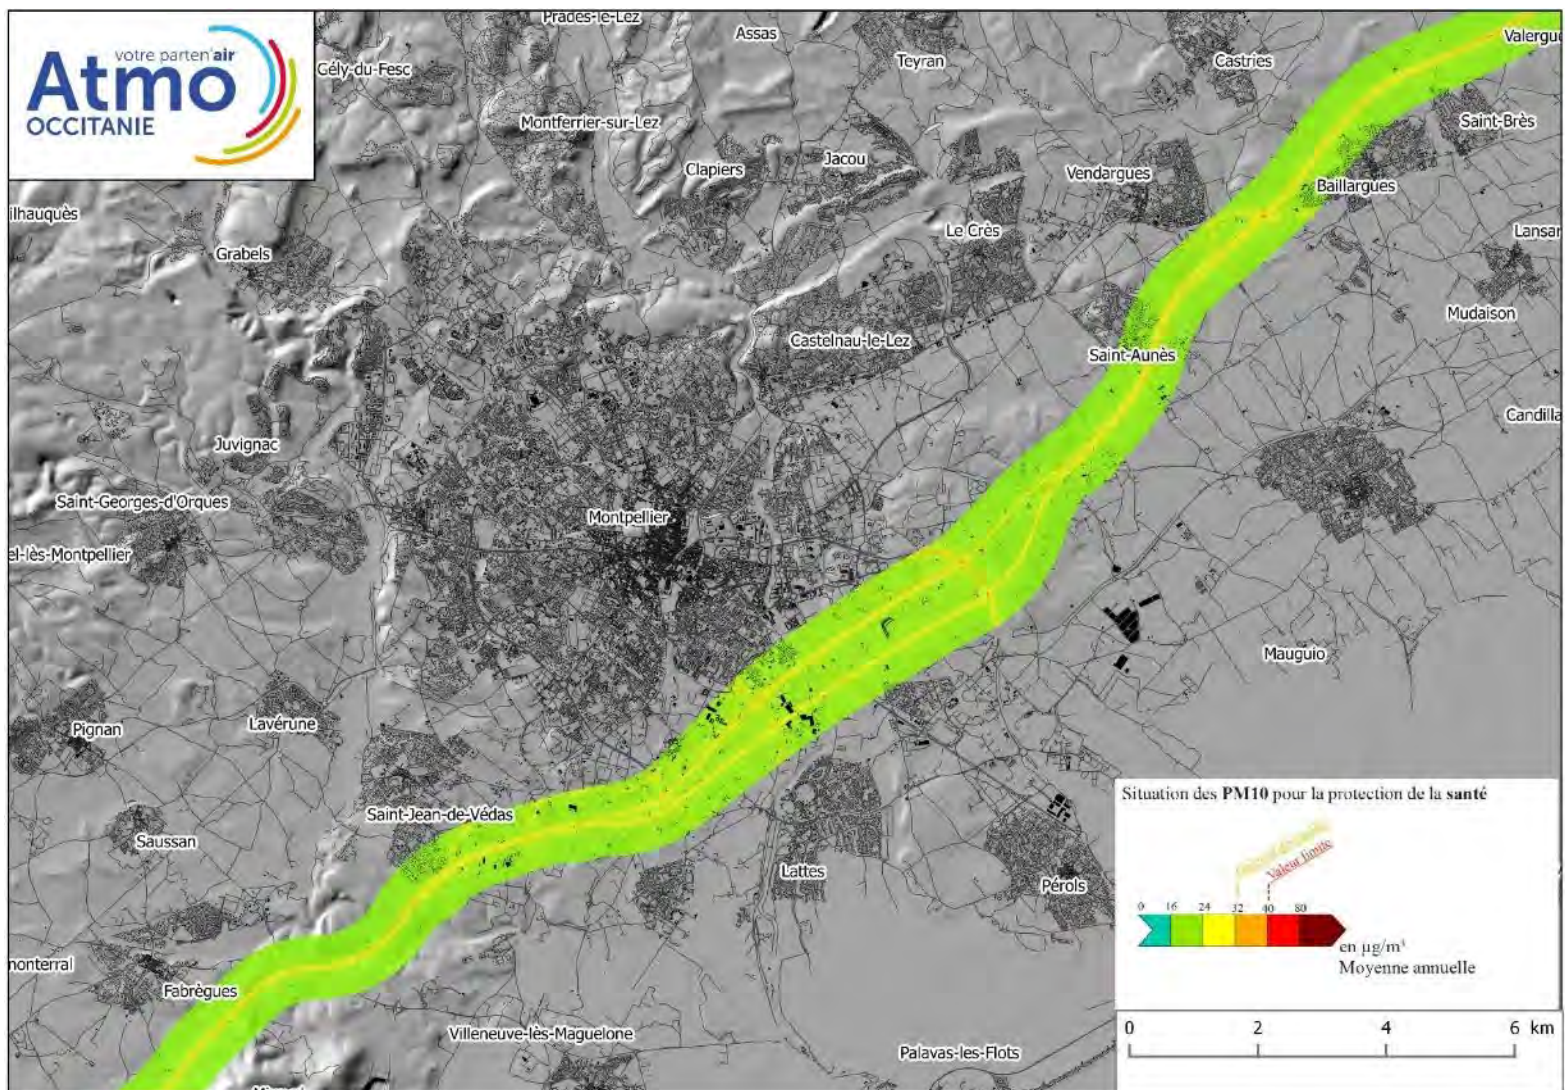 votre parten'air
Atmo
OCCITANIE
Prades-le-Lez
Assas
Teyran
Castries
Valergue
Gély-du-Fesc
Montferrier-sur-Lez
Saint-Brès
Clapiers
Jacou
Vendargues
Baillargues
ilhauquès
Grabels
Le Crès
Lansar
Mudaison
Castelnau-le-Lez
Saint-Aunès
Juvignac
Candilla
Saint-Georges-d'Orques
Montpellier
el-lès-Montpellier
Mauguio
Pignan
Lavérune
Saint-Jean-de-Védas
Saussan
Lattes
Pérols
monterral
Fabrègues
Villeneuve-lès-Maguelone
Palavas-les-Flots
Situation des PM10 pour la protection de la santé
Valeur limite
0 16 24 32 40 80
en µg/m³
Moyenne annuelle
0 2 4 6 km